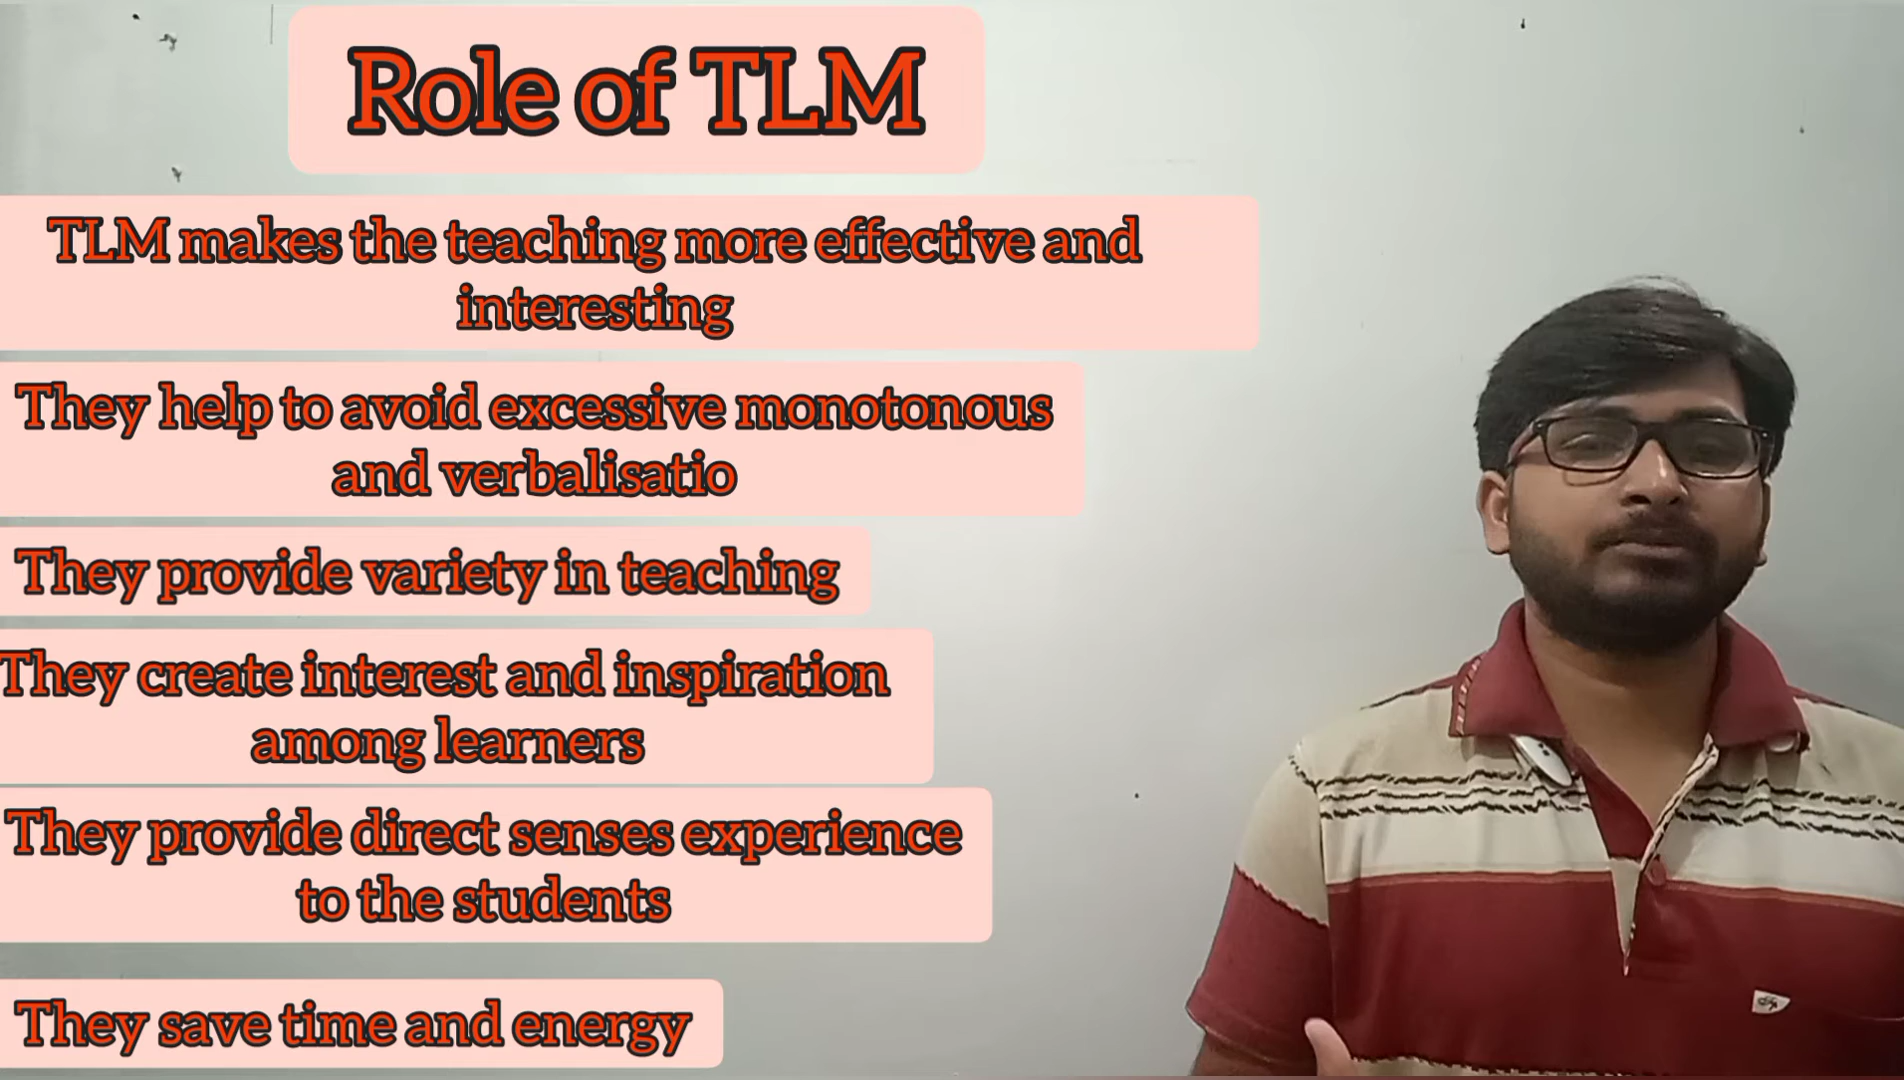 Role of TLM
TLM makes the teaching more effective and
interesting
They help to avoid excessive monotonous
and verbalisatio
They provide variety in teaching
They create interest and inspiration
among learners
They provide direct senses experience
to the students
They save time and energy